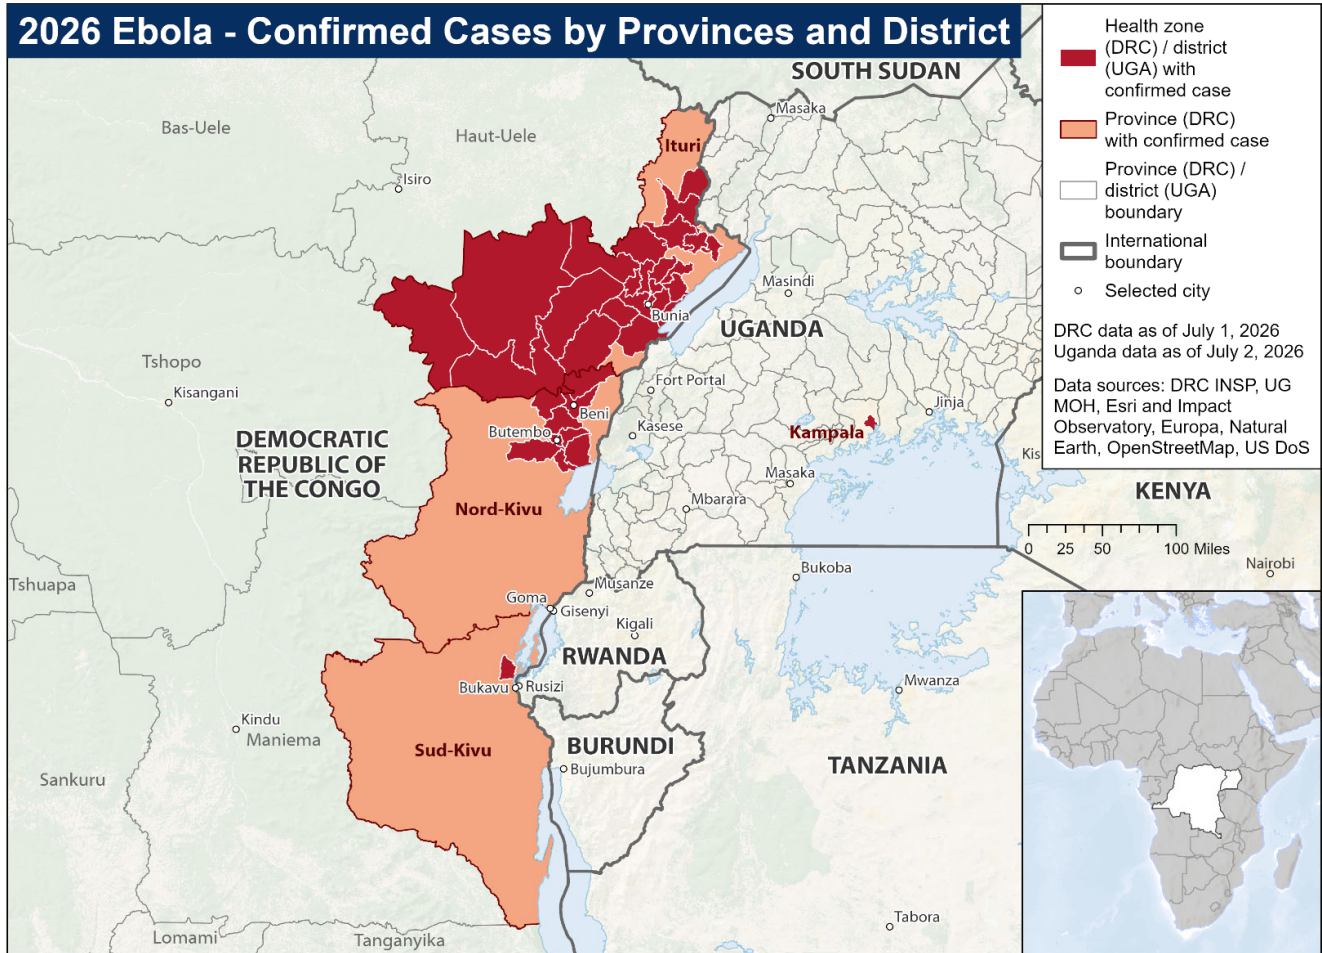 2026 Ebola - Confirmed Cases by Provinces and District
Health zone
(DRC) / district
(UGA) with
confirmed case
Province (DRC)
with confirmed case
Province (DRC) /
district (UGA)
boundary
International
boundary
Selected city
DRC data as of July 1, 2026
Uganda data as of July 2, 2026
Data sources: DRC INSP, UG
MOH, Esri and Impact
Observatory, Europa, Natural
Earth, OpenStreetMap, US DoS
SOUTH SUDAN
Masaka
Bas-Uele
Haut-Uele
Ituri
Isiro
Masindi
Bunia
UGANDA
Tshopo
Kisangani
Fort Portal
Beni
Jinja
Kasese
Kampala
Butembo
DEMOCRATIC
REPUBLIC OF
THE CONGO
Kis
Masaka
KENYA
Mbarara
Nord-Kivu
0 25 50 100 Miles
Nairobi
Bukoba
Tshuapa
Musanze
Goma
Gisenyi
Kigali
RWANDA
Bukavu
Rusizi
Mwanza
Kindu
Maniema
Sud-Kivu
BURUNDI
Bujumbura
TANZANIA
Sankuru
Tabora
Lomami
Tanganyika